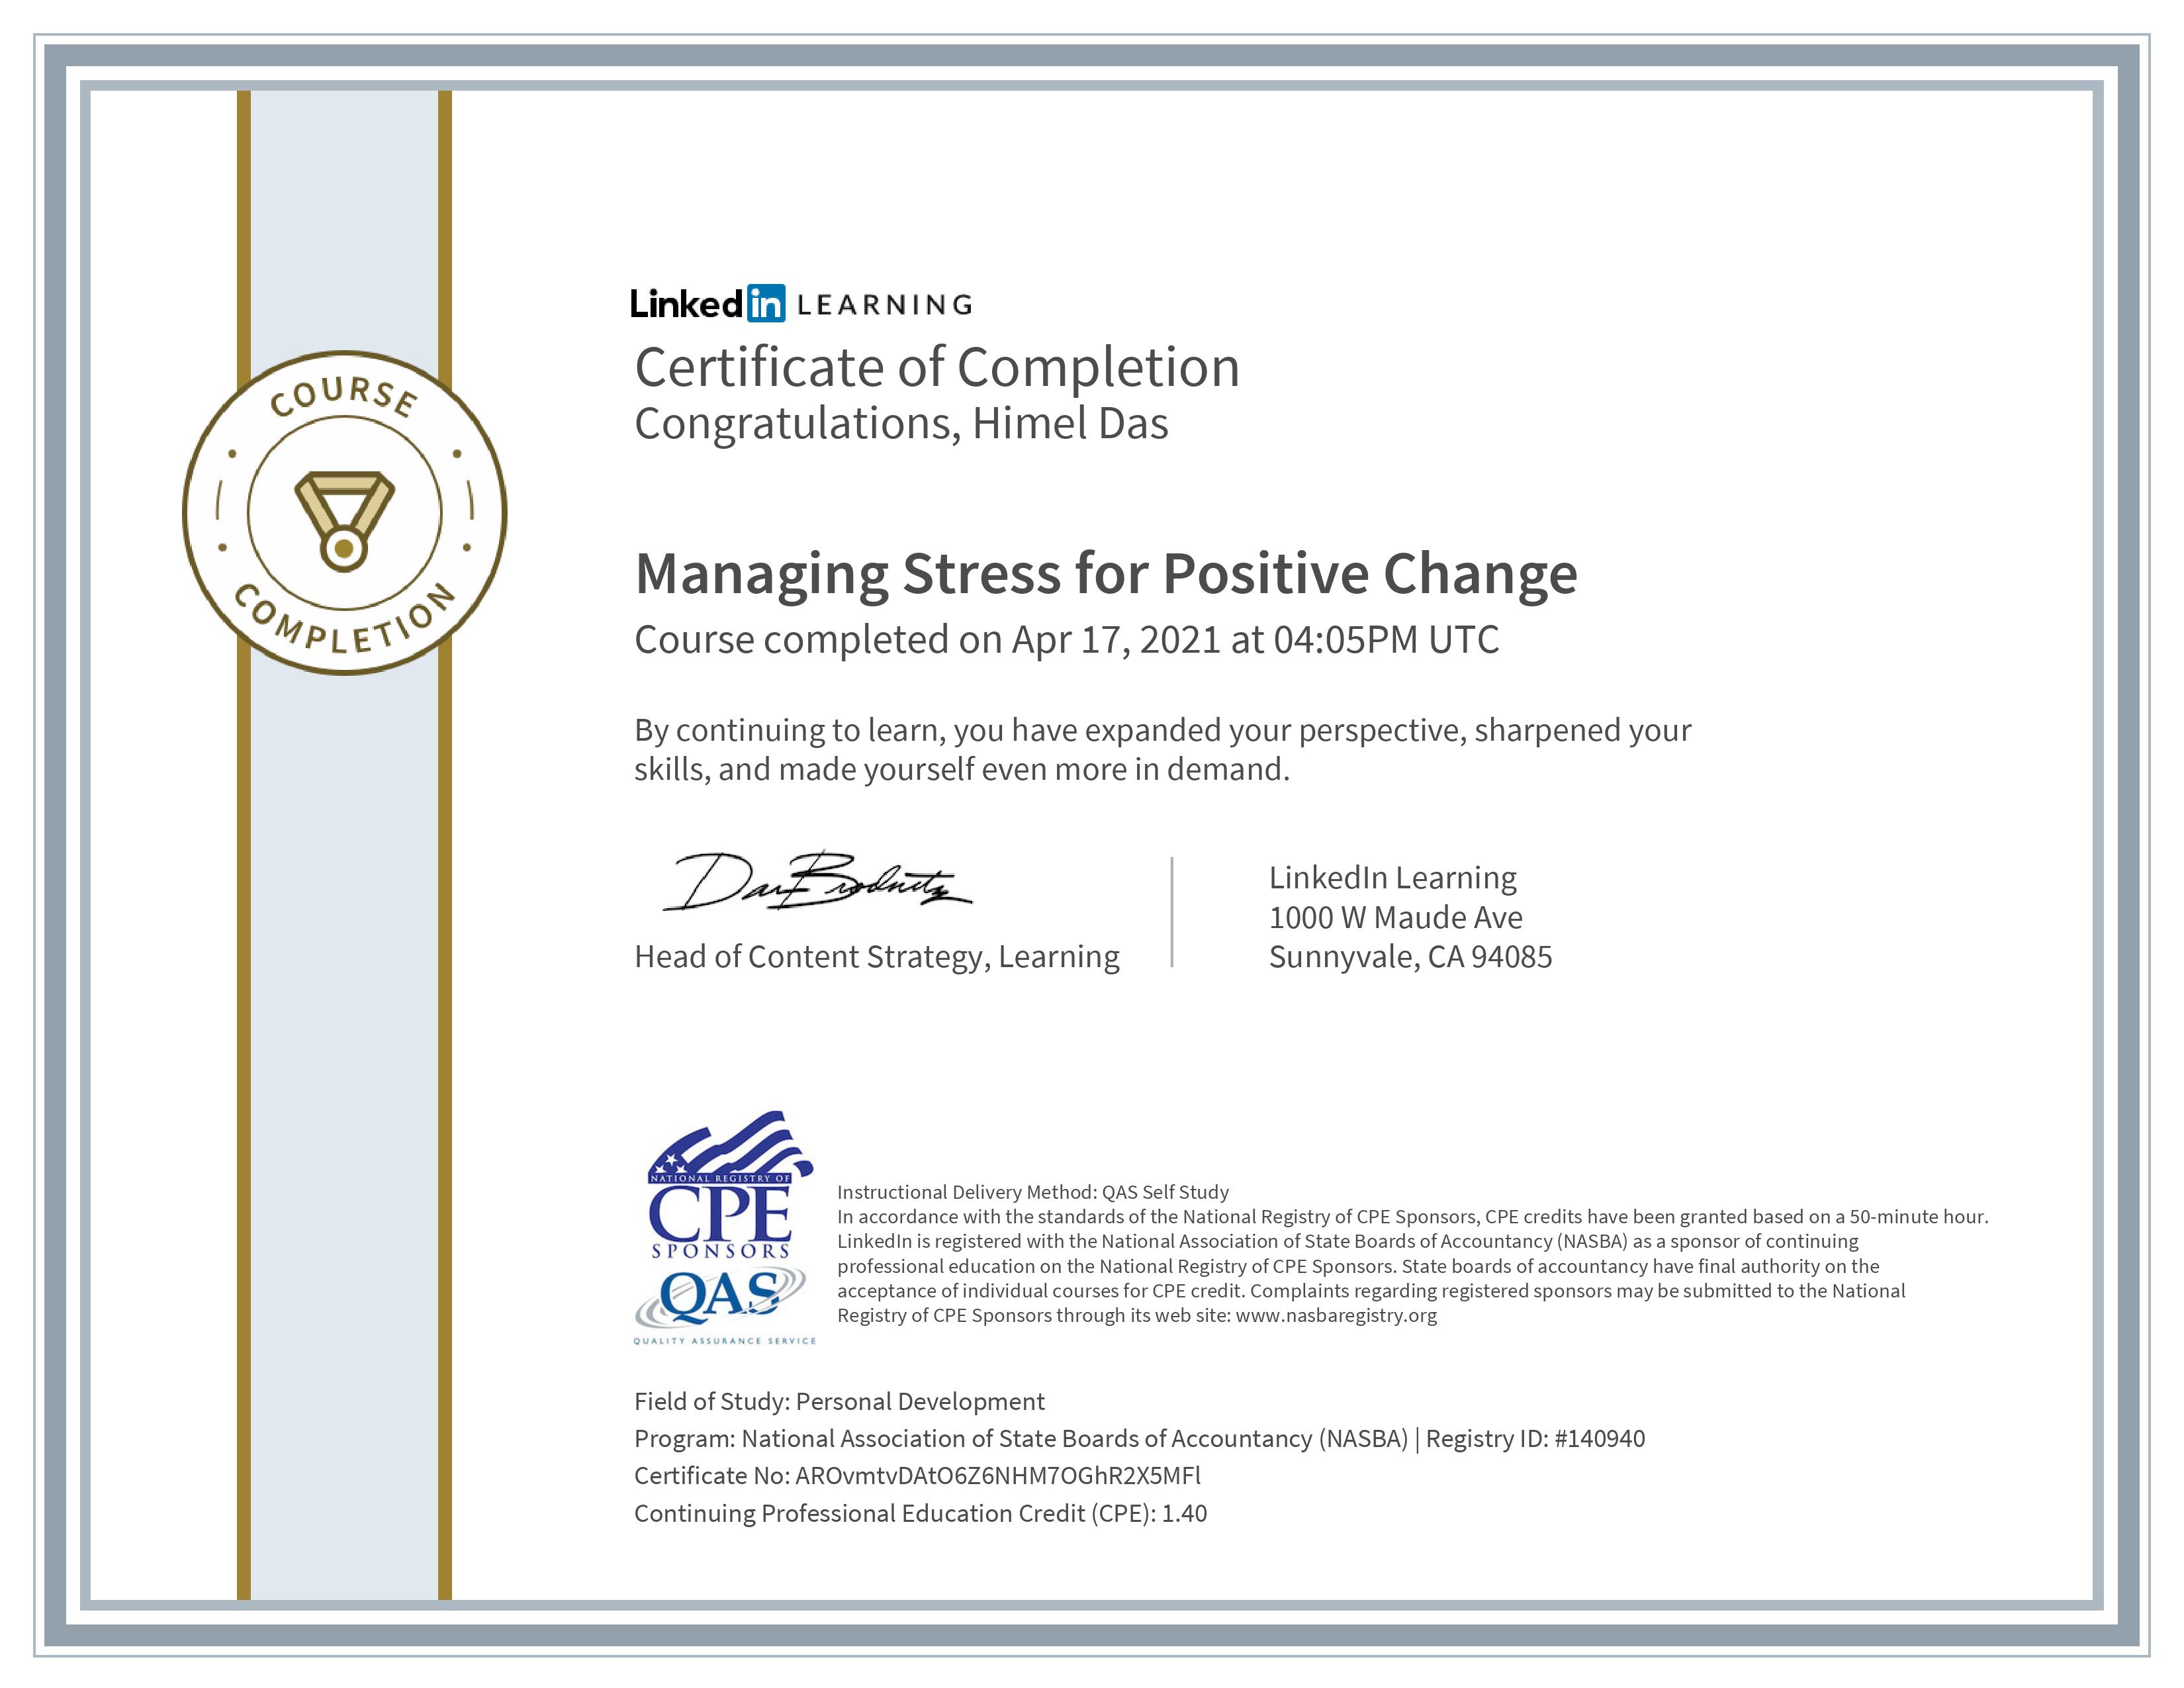 COURSE
COMPLETION
Linkedin LEARNING
Certificate of Completion
Congratulations, Himel Das
Managing Stress for Positive Change
Course completed on Apr 17, 2021 at 04:05PM UTC
By continuing to learn, you have expanded your perspective, sharpened your
skills, and made yourself even more in demand.
Head of Content Strategy, Learning
LinkedIn Learning
1000 W Maude Ave
Sunnyvale, CA 94085
NATIONAL REGISTRY OF
CPE
SPONSORS
QAS
QUALITY ASSURANCE SERVICE
Instructional Delivery Method: QAS Self Study
In accordance with the standards of the National Registry of CPE Sponsors, CPE credits have been granted based on a 50-minute hour.
LinkedIn is registered with the National Association of State Boards of Accountancy (NASBA) as a sponsor of continuing
professional education on the National Registry of CPE Sponsors. State boards of accountancy have final authority on the
acceptance of individual courses for CPE credit. Complaints regarding registered sponsors may be submitted to the National
Registry of CPE Sponsors through its web site: www.nasbaregistry.org
Field of Study: Personal Development
Program: National Association of State Boards of Accountancy (NASBA) | Registry ID: #140940
Certificate No: AROvmtvDAtO6Z6NHM7OGhR2X5MFl
Continuing Professional Education Credit (CPE): 1.40